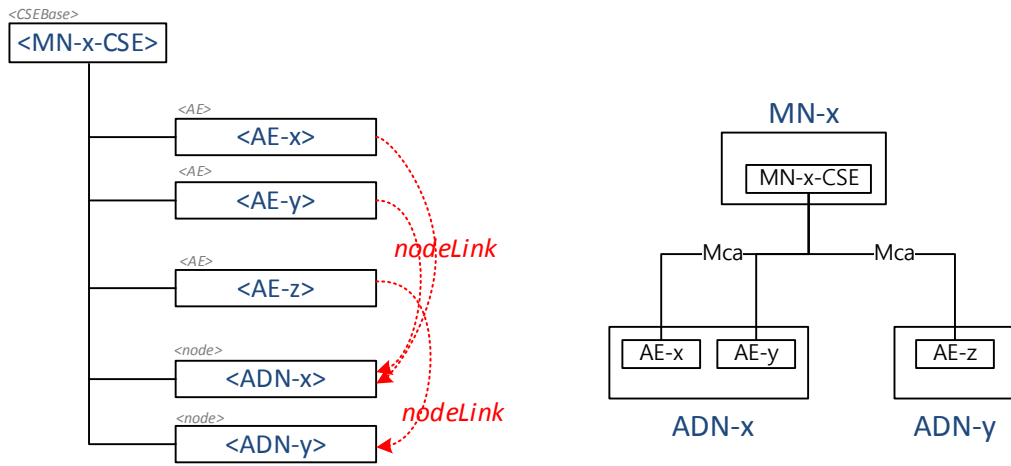 <CSEBase>
<MN-x-CSE>
<AE>
<AE-x>
<AE>
<AE-y>
nodeLink
<AE>
<AE-z>
<node>
<ADN-x>
nodeLink
<node>
<ADN-y>
MN-x
MN-x-CSE
Mca Mca
AE-x AE-y AE-z
ADN-x ADN-y